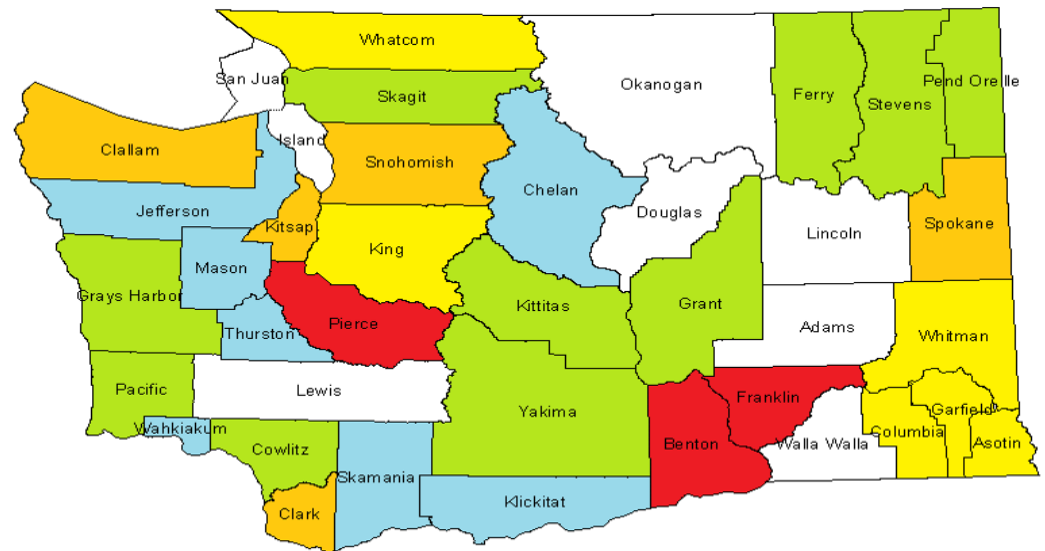 Whatcom
San Juan
Skagit
Okanogan
Ferry
Stevens
Pend Oreille
Island
Clallam
Snohomish
Chelan
Jefferson
Kitsap
King
Douglas
Lincoln
Spokane
Mason
Grays Harbor
Thurston
Pierce
Kittitas
Grant
Adams
Whitman
Pacific
Lewis
Yakima
Franklin
Garfield
Wahkiakum
Cowlitz
Benton
Walla Walla
Columbia
Asotin
Skamania
Klickitat
Clark